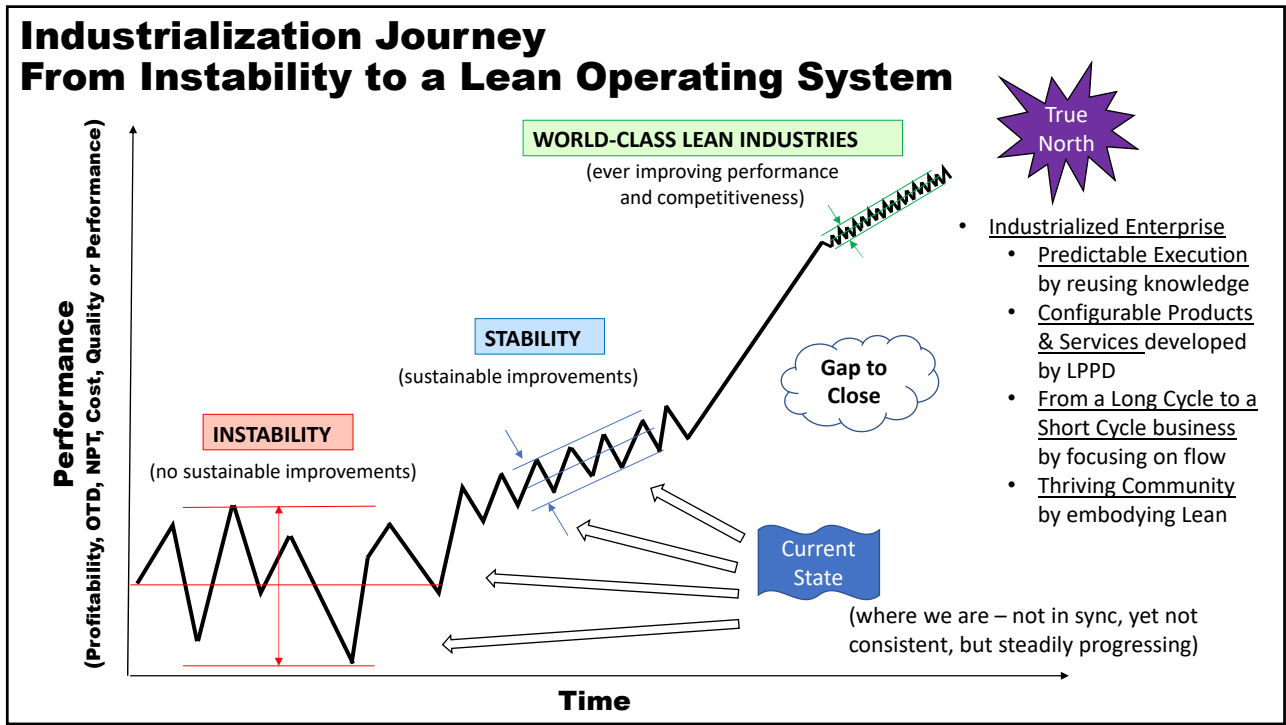 Industrialization Journey
From Instability to a Lean Operating System
True
North
WORLD-CLASS LEAN INDUSTRIES
(ever improving performance
and competitiveness)
Performance
(Profitability, OTD, NPT, Cost, Quality or Performance)
STABILITY
(sustainable improvements)
INSTABILITY
(no sustainable improvements)
Gap to
Close
• Industrialized Enterprise
• Predictable Execution
by reusing knowledge
• Configurable Products
& Services developed
by LPPD
• From a Long Cycle to a
Short Cycle business
by focusing on flow
• Thriving Community
by embodying Lean
Current
State
(where we are – not in sync, yet not
consistent, but steadily progressing)
Time